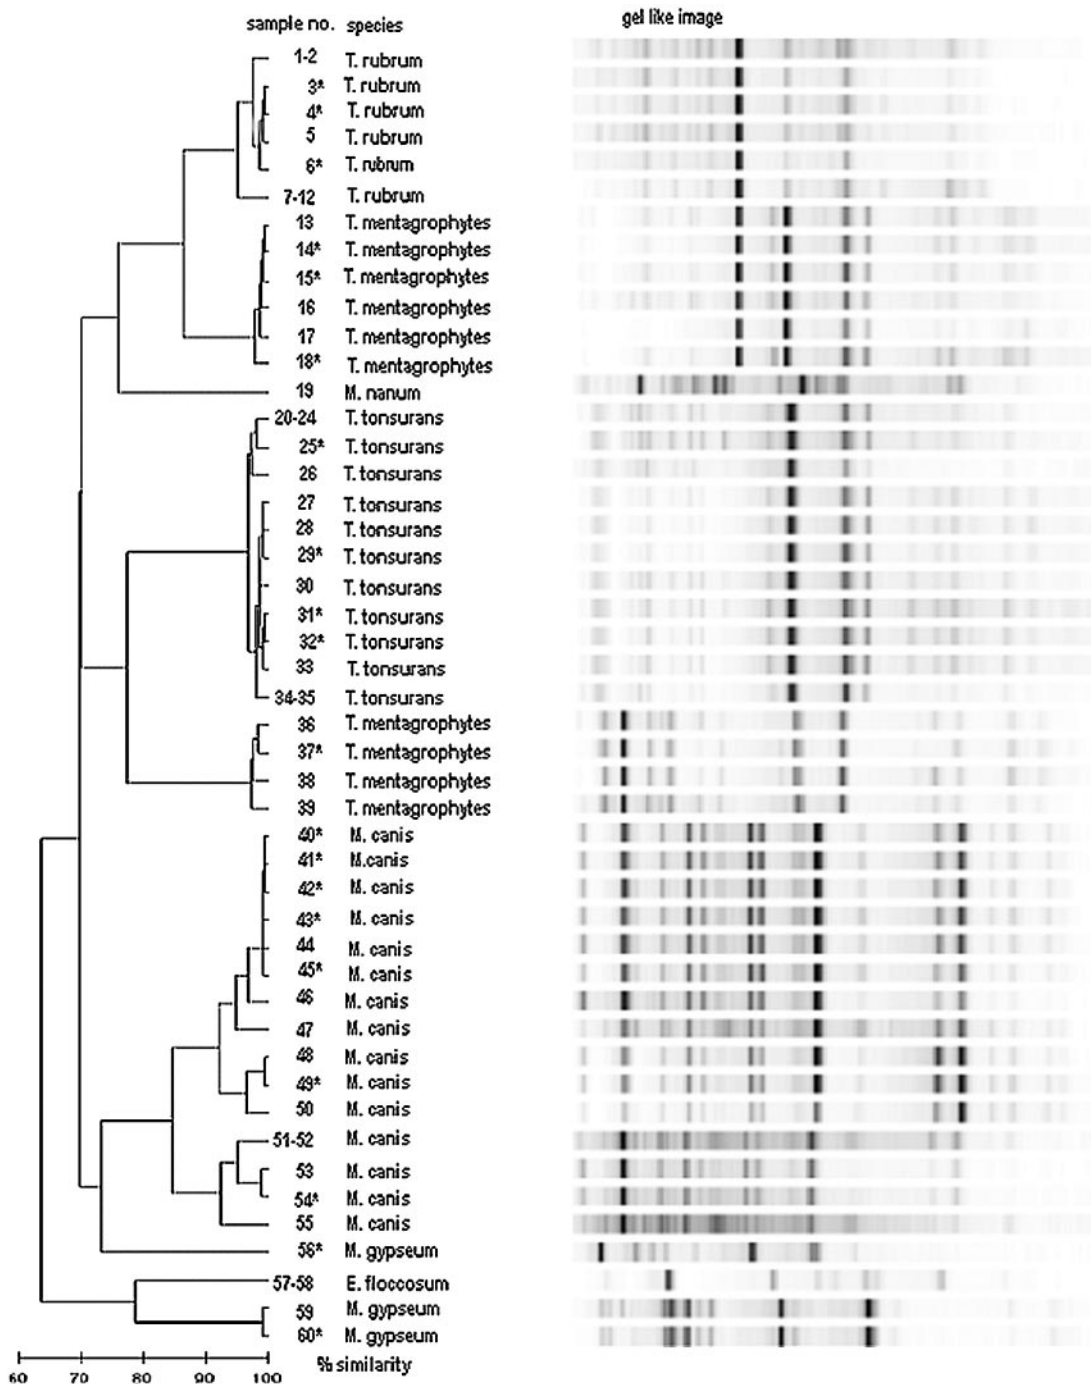 sample no. species gel like image
1-2 T. rubrum
3* T. rubrum
4* T. rubrum
5 T. rubrum
6* T. rubrum
7-12 T. rubrum
13 T. mentagrophytes
14* T. mentagrophytes
15* T. mentagrophytes
16 T. mentagrophytes
17 T. mentagrophytes
18* T. mentagrophytes
19 M. nanum
20-24 T. tonsurans
25* T. tonsurans
26 T. tonsurans
27 T. tonsurans
28 T. tonsurans
29* T. tonsurans
30 T. tonsurans
31* T. tonsurans
32* T. tonsurans
33 T. tonsurans
34-35 T. tonsurans
36 T. mentagrophytes
37* T. mentagrophytes
38 T. mentagrophytes
39 T. mentagrophytes
40* M. canis
41* M.canis
42* M. canis
43* M. canis
44 M. canis
45* M. canis
46 M. canis
47 M. canis
48 M. canis
49* M. canis
50 M. canis
51-52 M. canis
53 M. canis
54* M. canis
55 M. canis
56* M. gypseum
57-58 E. floccosum
59 M. gypseum
60* M. gypseum
60 70 80 90 100 % similarity